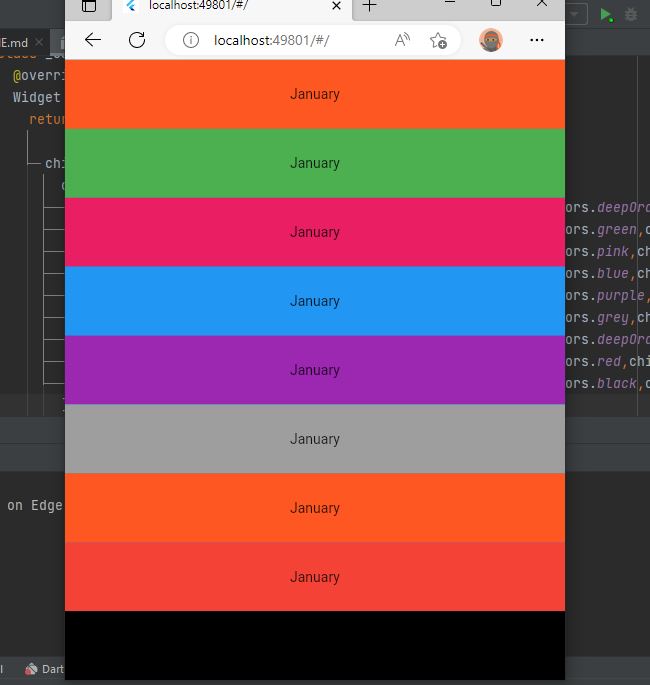 localhost:49801/#/
localhost:49801/#/
E.md
@overri
Widget
retur
chi
January
January
January
January
January
January
January
January
ors.deepOra
ors.green,c
ors.pink,ch
ors.blue,ch
ors.purple,
ors.grey,ch
ors.deepOra
ors.red,chi
ors.black,c
on Edge
Dart